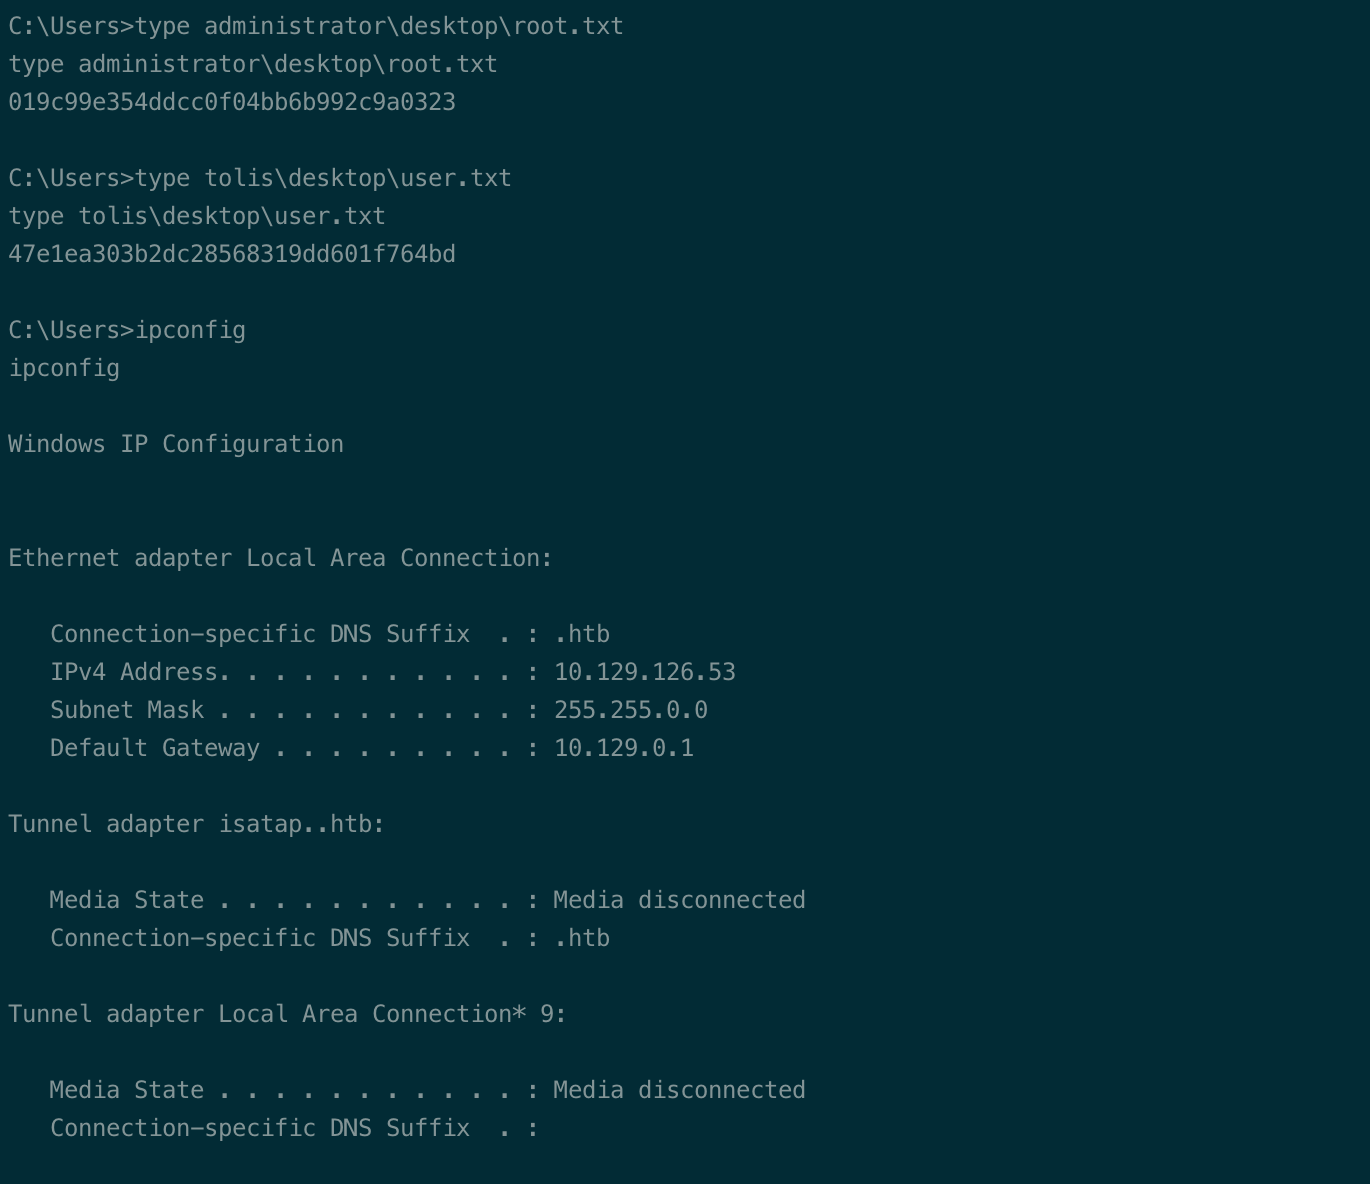 C:\Users>type administrator\desktop\root.txt
type administrator\desktop\root.txt
019c99e354ddcc0f04bb6b992c9a0323
C:\Users>type tolis\desktop\user.txt
type tolis\desktop\user.txt
47e1ea303b2dc28568319dd601f764bd
C:\Users>ipconfig
ipconfig
Windows IP Configuration
Ethernet adapter Local Area Connection:
   Connection-specific DNS Suffix  . : .htb
   IPv4 Address. . . . . . . . . . . : 10.129.126.53
   Subnet Mask . . . . . . . . . . . : 255.255.0.0
   Default Gateway . . . . . . . . . : 10.129.0.1
Tunnel adapter isatap..htb:
   Media State . . . . . . . . . . . : Media disconnected
   Connection-specific DNS Suffix  . : .htb
Tunnel adapter Local Area Connection* 9:
   Media State . . . . . . . . . . . : Media disconnected
   Connection-specific DNS Suffix  . :